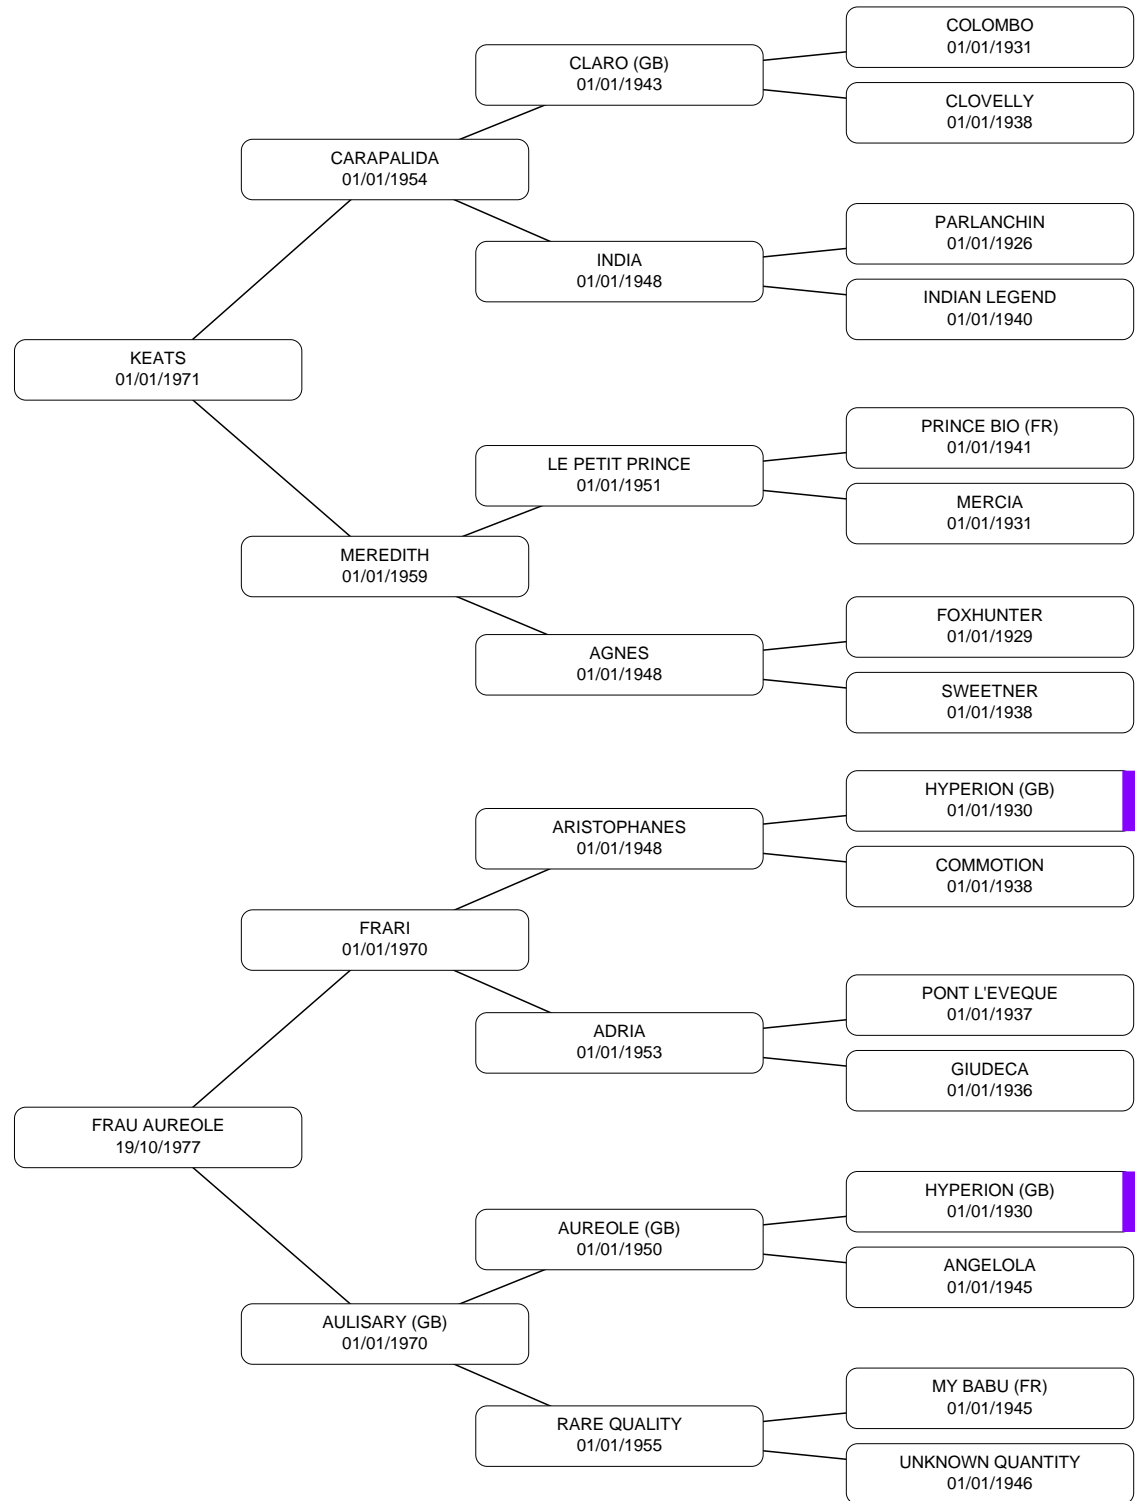 COLOMBO
01/01/1931
CLARO (GB)
01/01/1943
CLOVELLY
01/01/1938
CARAPALIDA
01/01/1954
PARLANCHIN
01/01/1926
INDIA
01/01/1948
INDIAN LEGEND
01/01/1940
KEATS
01/01/1971
PRINCE BIO (FR)
01/01/1941
LE PETIT PRINCE
01/01/1951
MERCIA
01/01/1931
MEREDITH
01/01/1959
FOXHUNTER
01/01/1929
AGNES
01/01/1948
SWEETNER
01/01/1938
HYPERION (GB)
01/01/1930
ARISTOPHANES
01/01/1948
COMMOTION
01/01/1938
FRARI
01/01/1970
PONT L'EVEQUE
01/01/1937
ADRIA
01/01/1953
GIUDECA
01/01/1936
FRAU AUREOLE
19/10/1977
HYPERION (GB)
01/01/1930
AUREOLE (GB)
01/01/1950
ANGELOLA
01/01/1945
AULISARY (GB)
01/01/1970
MY BABU (FR)
01/01/1945
RARE QUALITY
01/01/1955
UNKNOWN QUANTITY
01/01/1946